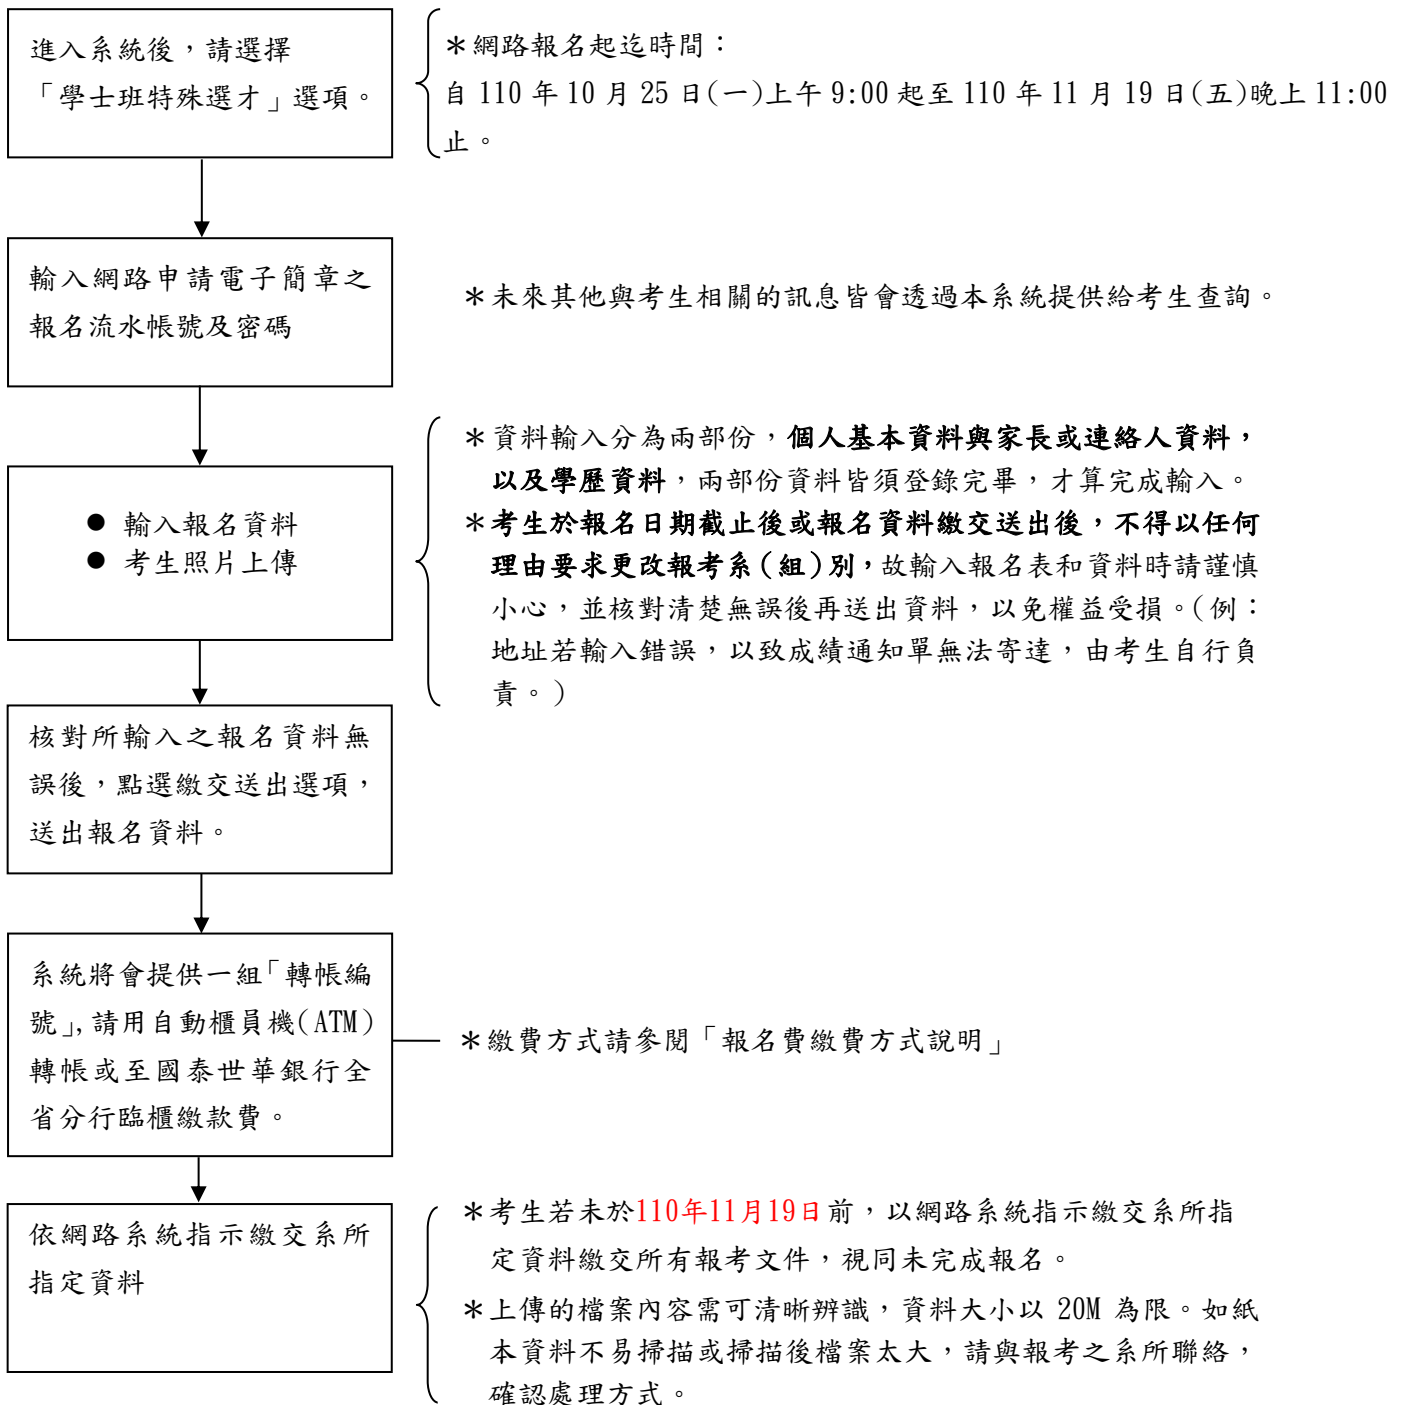 進入系統後，請選擇
「學士班特殊選才」選項。
＊網路報名起迄時間：
自 110 年 10 月 25 日(一)上午 9:00 起至 110 年 11 月 19 日(五)晚上 11:00
止。
輸入網路申請電子簡章之
報名流水帳號及密碼
＊未來其他與考生相關的訊息皆會透過本系統提供給考生查詢。
● 輸入報名資料
● 考生照片上傳
＊資料輸入分為兩部份，個人基本資料與家長或連絡人資料，
以及學歷資料，兩部份資料皆須登錄完畢，才算完成輸入。
＊考生於報名日期截止後或報名資料繳交送出後，不得以任何
理由要求更改報考系(組)別，故輸入報名表和資料時請謹慎
小心，並核對清楚無誤後再送出資料，以免權益受損。(例：
地址若輸入錯誤，以致成績通知單無法寄達，由考生自行負
責。)
核對所輸入之報名資料無
誤後，點選繳交送出選項，
送出報名資料。
系統將會提供一組「轉帳編
號」,請用自動櫃員機(ATM)
轉帳或至國泰世華銀行全
省分行臨櫃繳款費。
＊繳費方式請參閱「報名費繳費方式說明」
依網路系統指示繳交系所
指定資料
＊考生若未於110年11月19日前，以網路系統指示繳交系所指
定資料繳交所有報考文件，視同未完成報名。
＊上傳的檔案內容需可清晰辨識，資料大小以 20M 為限。如紙
本資料不易掃描或掃描後檔案太大，請與報考之系所聯絡，
確認處理方式。